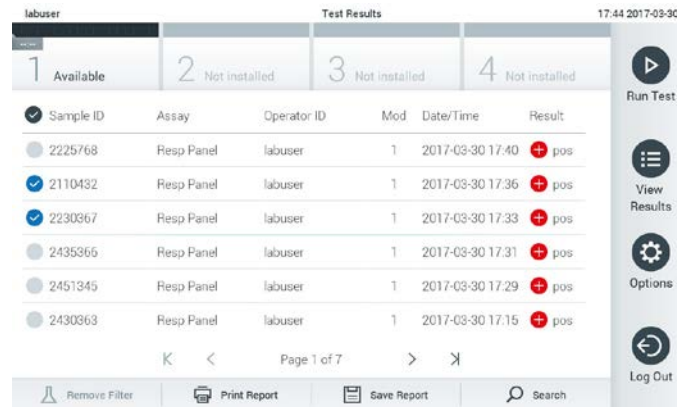 labuser Test Results 17:44 2017-03-30
1 Available 2 Not installed 3 Not installed 4 Not installed
Run Test
Sample ID Assay Operator ID Mod Date/Time Result
2225768 Resp Panel labuser 1 2017-03-30 17:40 pos
2110432 Resp Panel labuser 1 2017-03-30 17:36 pos
View Results
2230367 Resp Panel labuser 1 2017-03-30 17:33 pos
2435366 Resp Panel labuser 1 2017-03-30 17:31 pos
2451345 Resp Panel labuser 1 2017-03-30 17:29 pos
Options
2430363 Resp Panel labuser 1 2017-03-30 17:15 pos
Page 1 of 7
Log Out
Remove Filter Print Report Save Report Search